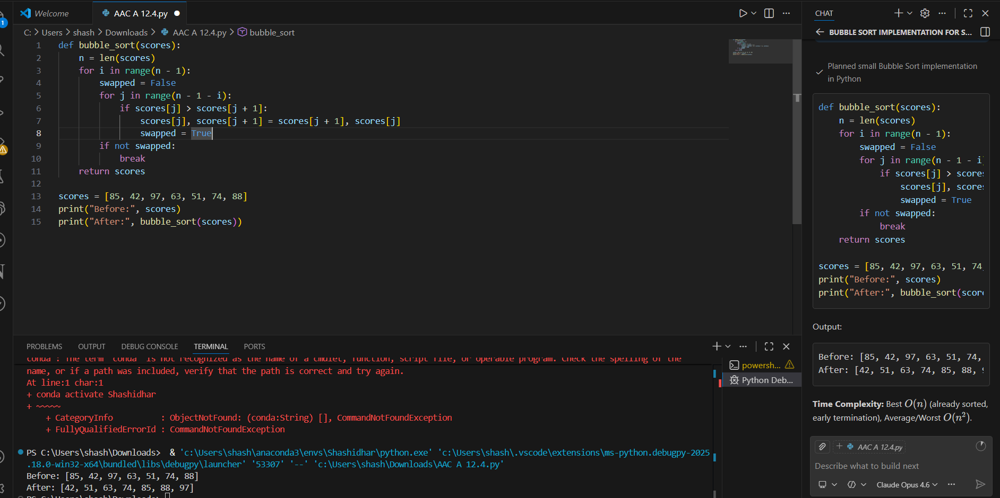 Welcome
AAC A 12.4.py
C: > Users > shash > Downloads > AAC A 12.4.py > bubble_sort
1 def bubble_sort(scores):
2 n = len(scores)
3 for i in range(n - 1):
4 swapped = False
5 for j in range(n - 1 - i):
6 if scores[j] > scores[j + 1]:
7 scores[j], scores[j + 1] = scores[j + 1], scores[j]
8 swapped = True
9 if not swapped:
10 break
11 return scores
12
13 scores = [85, 42, 97, 63, 51, 74, 88]
14 print("Before:", scores)
15 print("After:", bubble_sort(scores))
PROBLEMS OUTPUT DEBUG CONSOLE TERMINAL PORTS
conda : The term 'conda' is not recognized as the name of a cmdlet, function, script file, or operable program. Check the spelling of the
name, or if a path was included, verify that the path is correct and try again.
At line:1 char:1
+ conda activate Shashidhar
+ ~~~~~
+ CategoryInfo : ObjectNotFound: (conda:String) [], CommandNotFoundException
+ FullyQualifiedErrorId : CommandNotFoundException
PS C:\Users\shash\Downloads> & 'c:\Users\shash\anaconda3\envs\Shashidhar\python.exe' 'c:\Users\shash\.vscode\extensions\ms-python.debugpy-2025
.18.0-win32-x64\bundled\libs\debugpy\launcher' '53307' '--' 'c:\Users\shash\Downloads\AAC A 12.4.py'
Before: [85, 42, 97, 63, 51, 74, 88]
After: [42, 51, 63, 74, 85, 88, 97]
PS C:\Users\shash\Downloads>
powersh...
Python Deb...
1
CHAT
BUBBLE SORT IMPLEMENTATION FOR S...
Planned small Bubble Sort implementation
in Python
def bubble_sort(scores):
n = len(scores)
for i in range(n - 1):
swapped = False
for j in range(n - 1 - i)
if scores[j] > scores
scores[j], scores
swapped = True
if not swapped:
break
return scores
scores = [85, 42, 97, 63, 51, 74,
print("Before:", scores)
print("After:", bubble_sort(score
Output:
Before: [85, 42, 97, 63, 51, 74,
After: [42, 51, 63, 74, 85, 88, 9
Time Complexity: Best O(n) (already sorted,
early termination), Average/Worst O(n²).
AAC A 12.4.py
Describe what to build next
Claude Opus 4.6